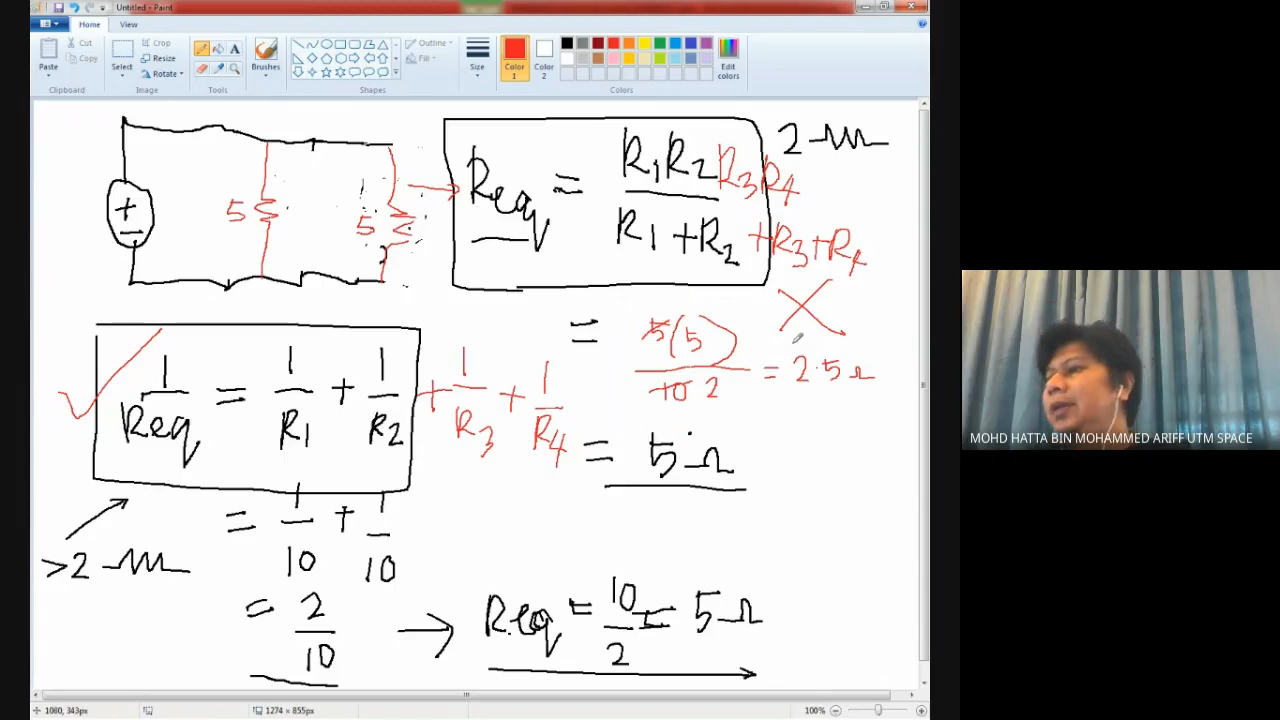 Untitled - Paint
Home View
Paste Cut Copy Clipboard
Select Crop Resize Rotate Image
Tools
Brushes
Shapes
Outline
Fill
Size
Color 1
Color 2
Edit colors
Colors
+ −
5
5
Req = R1R2R3R4 / R1+R2+R3+R4
2
= 5(5) / 10 2 = 2.5Ω
= 5Ω
1/Req = 1/R1 + 1/R2 + 1/R3 + 1/R4
>2
= 1/10 + 1/10
= 2/10 → Req = 10/2 = 5Ω
MOHD HATTA BIN MOHAMMED ARIFF UTM SPACE
1080, 343px
1274 × 855px
100%